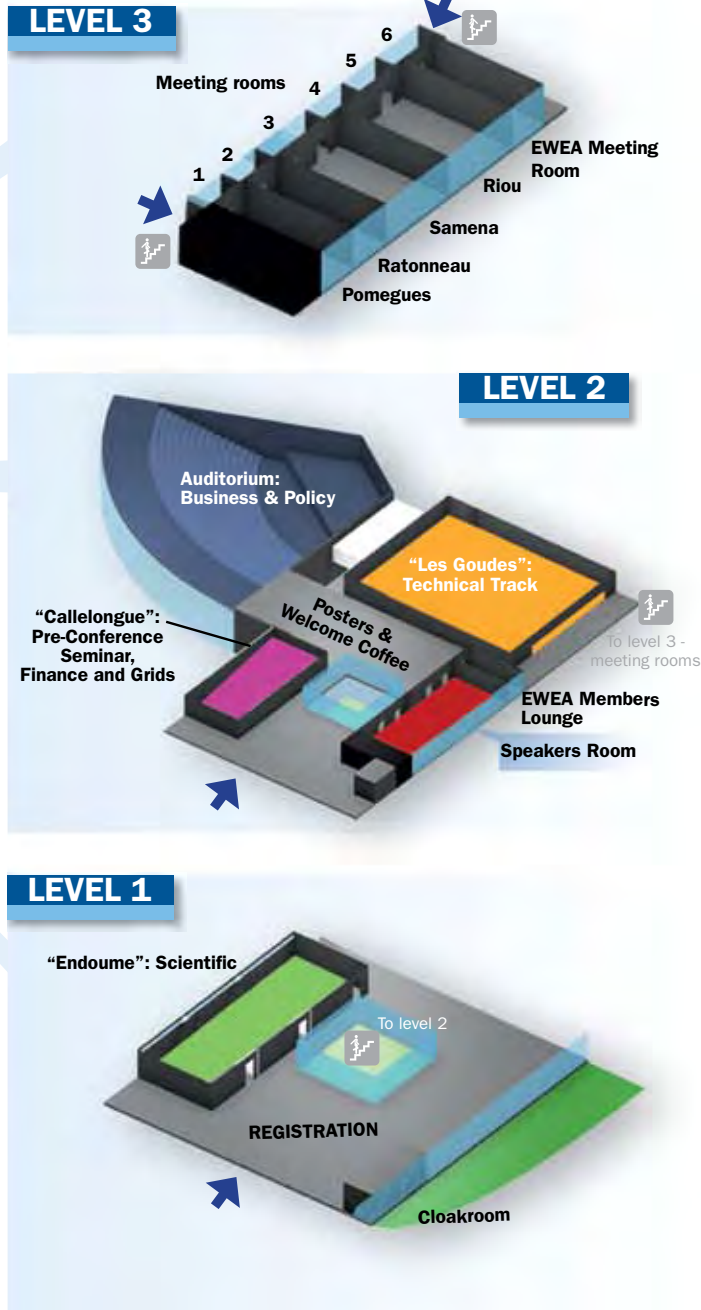 LEVEL 3
6
5
Meeting rooms
4
3
2
1
EWEA Meeting
Room
Riou
Samena
Ratonneau
Pomegues
LEVEL 2
Auditorium:
Business & Policy
“Les Goudes”:
Technical Track
Posters &
Welcome Coffee
“Callelongue”:
Pre-Conference
Seminar,
Finance and Grids
To level 3 -
meeting rooms
EWEA Members
Lounge
Speakers Room
LEVEL 1
“Endoume”: Scientific
To level 2
REGISTRATION
Cloakroom